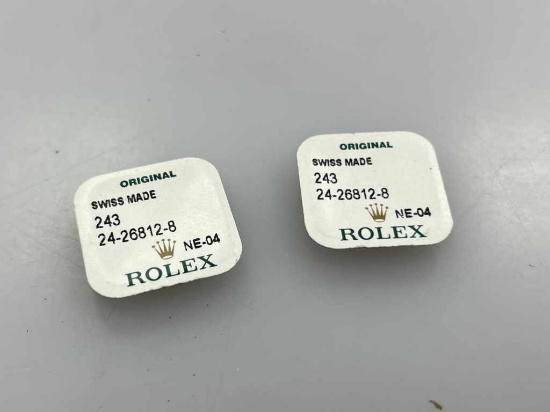 ORIGINAL
SWISS MADE
243
24-26812-8
NE-04
ROLEX
ORIGINAL
SWISS MADE
243
24-26812-8
NE-04
ROLEX